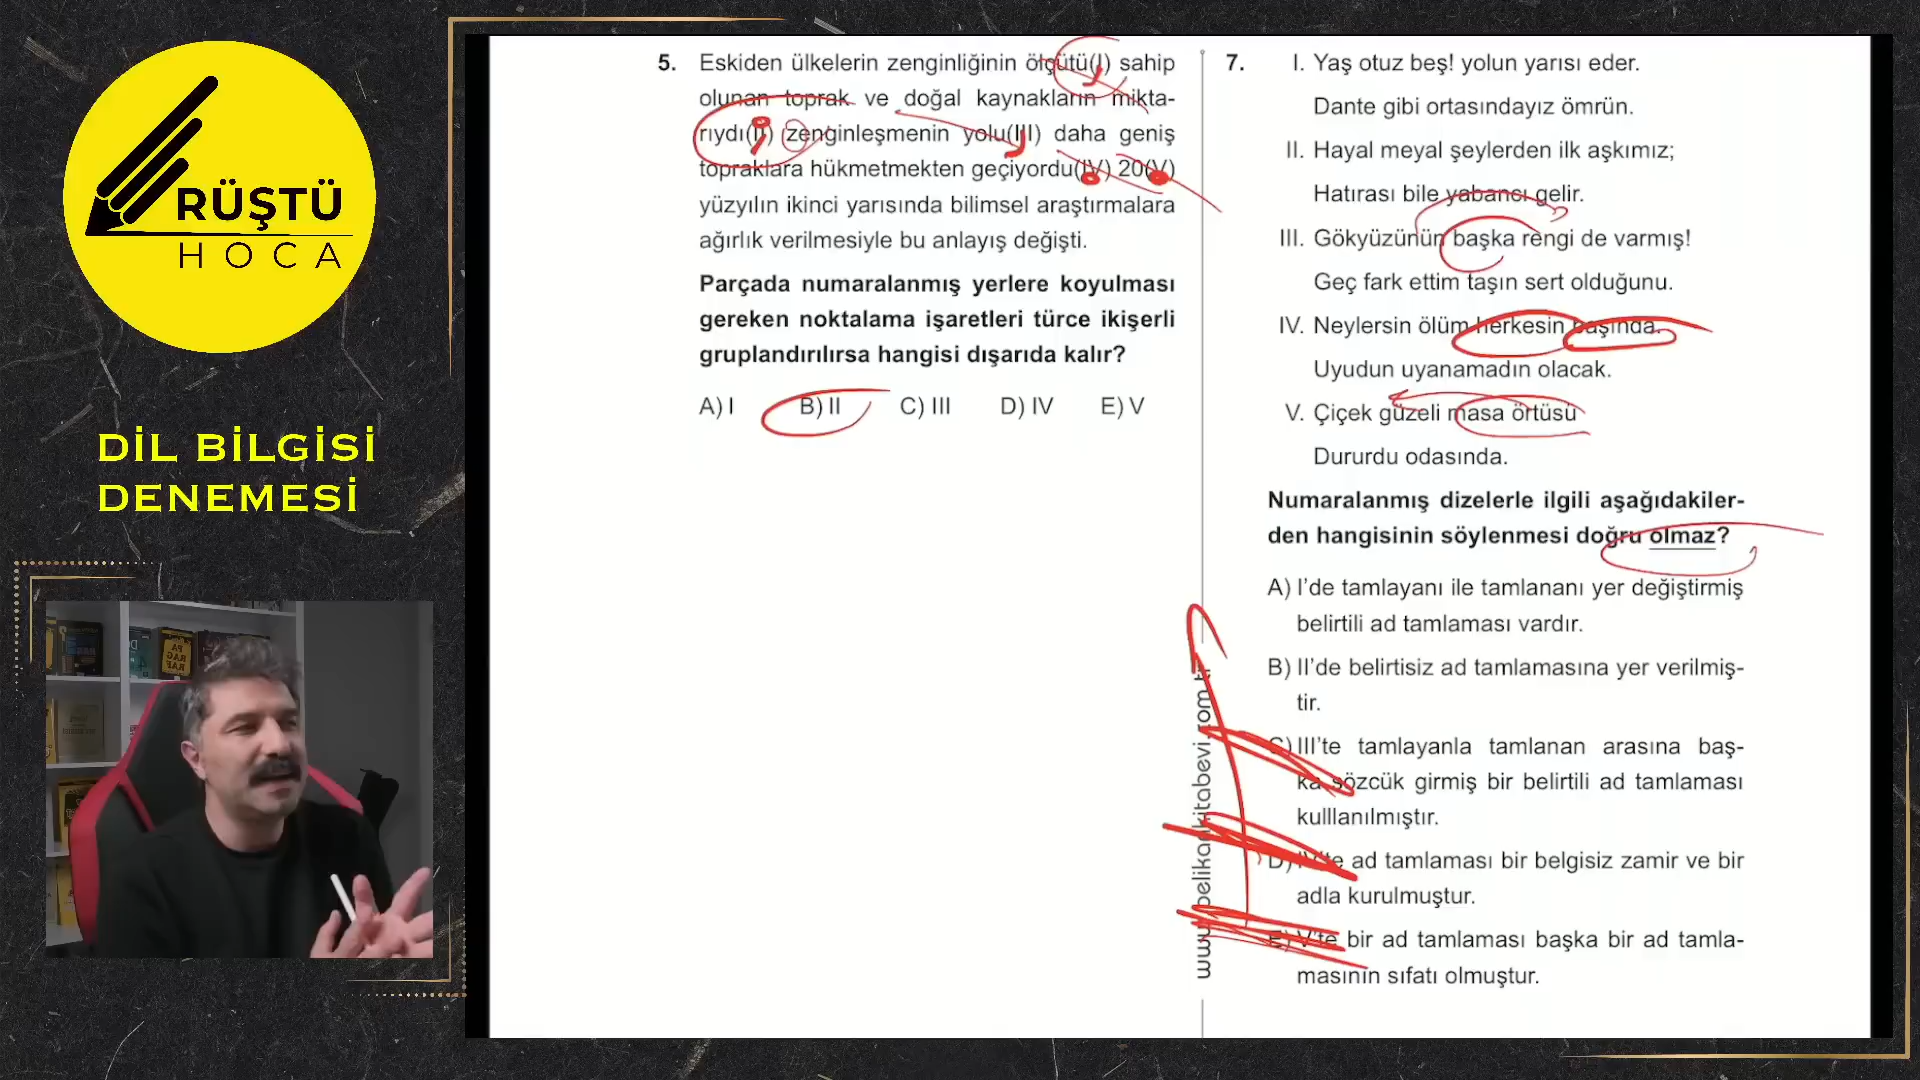 RÜŞTÜ
HOCA
DİL BİLGİSİ
DENEMESİ
5. Eskiden ülkelerin zenginliğinin ölçütü(I) sahip
olunan toprak ve doğal kaynakların mikta-
rıydı(II) zenginleşmenin yolu(III) daha geniş
topraklara hükmetmekten geçiyordu(IV) 20(V)
yüzyılın ikinci yarısında bilimsel araştırmalara
ağırlık verilmesiyle bu anlayış değişti.
Parçada numaralanmış yerlere koyulması
gereken noktalama işaretleri türce ikişerli
gruplandırılırsa hangisi dışarıda kalır?
A) I B) II C) III D) IV E) V
www.pelikankitabevi.com.tr
7. I. Yaş otuz beş! yolun yarısı eder.
Dante gibi ortasındayız ömrün.
II. Hayal meyal şeylerden ilk aşkımız;
Hatırası bile yabancı gelir.
III. Gökyüzünün başka rengi de varmış!
Geç fark ettim taşın sert olduğunu.
IV. Neylersin ölüm herkesin başında.
Uyudun uyanamadın olacak.
V. Çiçek güzeli masa örtüsü
Dururdu odasında.
Numaralanmış dizelerle ilgili aşağıdakiler-
den hangisinin söylenmesi doğru olmaz?
A) I'de tamlayanı ile tamlananı yer değiştirmiş
belirtili ad tamlaması vardır.
B) II'de belirtisiz ad tamlamasına yer verilmiş-
tir.
C) III'te tamlayanla tamlanan arasına baş-
ka sözcük girmiş bir belirtili ad tamlaması
kulllanılmıştır.
D) IV'te ad tamlaması bir belgisiz zamir ve bir
adla kurulmuştur.
E) V'te bir ad tamlaması başka bir ad tamla-
masının sıfatı olmuştur.